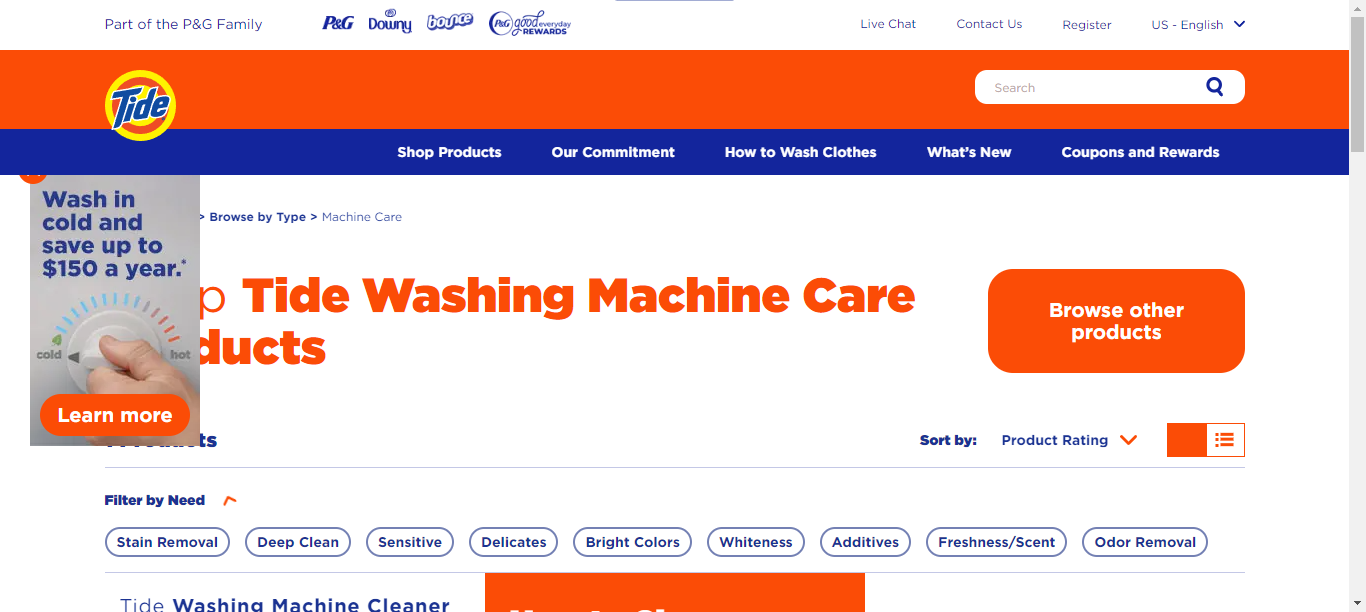 Part of the P&G Family
P&G
Downy
bounce
P&G good everyday REWARDS
Live Chat
Contact Us
Register
US - English
Tide
Search
Shop Products
Our Commitment
How to Wash Clothes
What's New
Coupons and Rewards
> Browse by Type > Machine Care
Wash in
cold and
save up to
$150 a year.*
cold
hot
Learn more
p Tide Washing Machine Care
ducts
Browse other
products
Sort by:
Product Rating
Filter by Need
Stain Removal
Deep Clean
Sensitive
Delicates
Bright Colors
Whiteness
Additives
Freshness/Scent
Odor Removal
Tide Washing Machine Cleaner